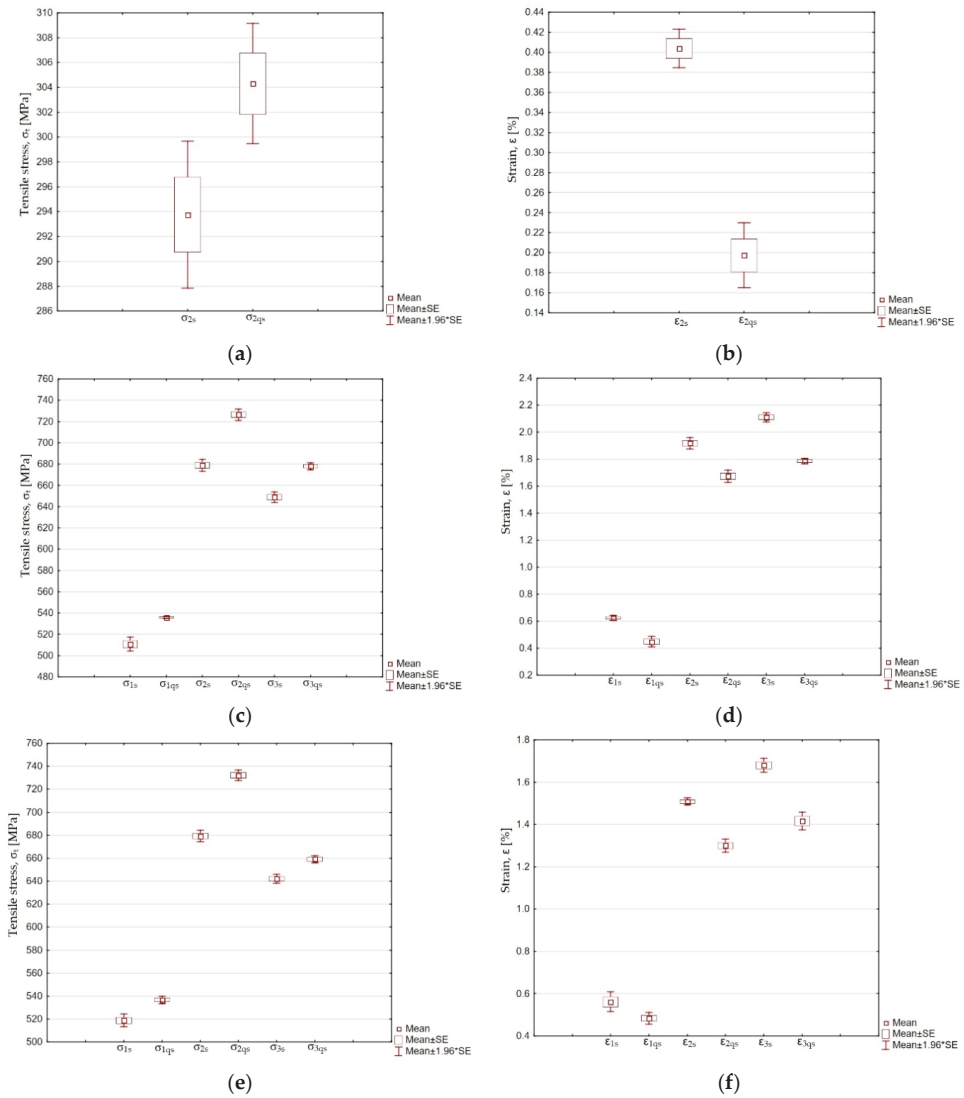 310
308
306
304
302
300
298
296
294
292
290
288
286
Tensile stress, σt [MPa]
σ2s σ2qs
Mean
Mean±SE
Mean±1.96*SE
(a)
0.44
0.42
0.40
0.38
0.36
0.34
0.32
0.30
0.28
0.26
0.24
0.22
0.20
0.18
0.16
0.14
Strain, ε [%]
ε2s ε2qs
Mean
Mean±SE
Mean±1.96*SE
(b)
760
740
720
700
680
660
640
620
600
580
560
540
520
500
480
Tensile stress, σt [MPa]
σ1s σ1qs σ2s σ2qs σ3s σ3qs
Mean
Mean±SE
Mean±1.96*SE
(c)
2.4
2.2
2.0
1.8
1.6
1.4
1.2
1.0
0.8
0.6
0.4
0.2
Strain, ε [%]
ε1s ε1qs ε2s ε2qs ε3s ε3qs
Mean
Mean±SE
Mean±1.96*SE
(d)
760
740
720
700
680
660
640
620
600
580
560
540
520
500
Tensile stress, σt [MPa]
σ1s σ1qs σ2s σ2qs σ3s σ3qs
Mean
Mean±SE
Mean±1.96*SE
(e)
1.8
1.6
1.4
1.2
1.0
0.8
0.6
0.4
Strain, ε [%]
ε1s ε1qs ε2s ε2qs ε3s ε3qs
Mean
Mean±SE
Mean±1.96*SE
(f)